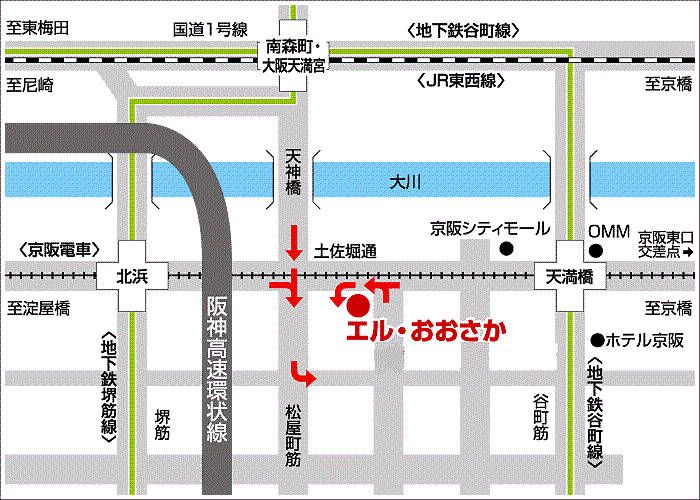 至東梅田
国道1号線
南森町・
大阪天満宮
〈地下鉄谷町線〉
至尼崎
〈JR東西線〉
至京橋
天神橋
大川
京阪シティモール
OMM
京阪東口
交差点→
〈京阪電車〉
土佐堀通
北浜
天満橋
至淀屋橋
至京橋
阪神高速環状線
エル・おおさか
ホテル京阪
〈地下鉄堺筋線〉
堺筋
松屋町筋
谷町筋
〈地下鉄谷町線〉